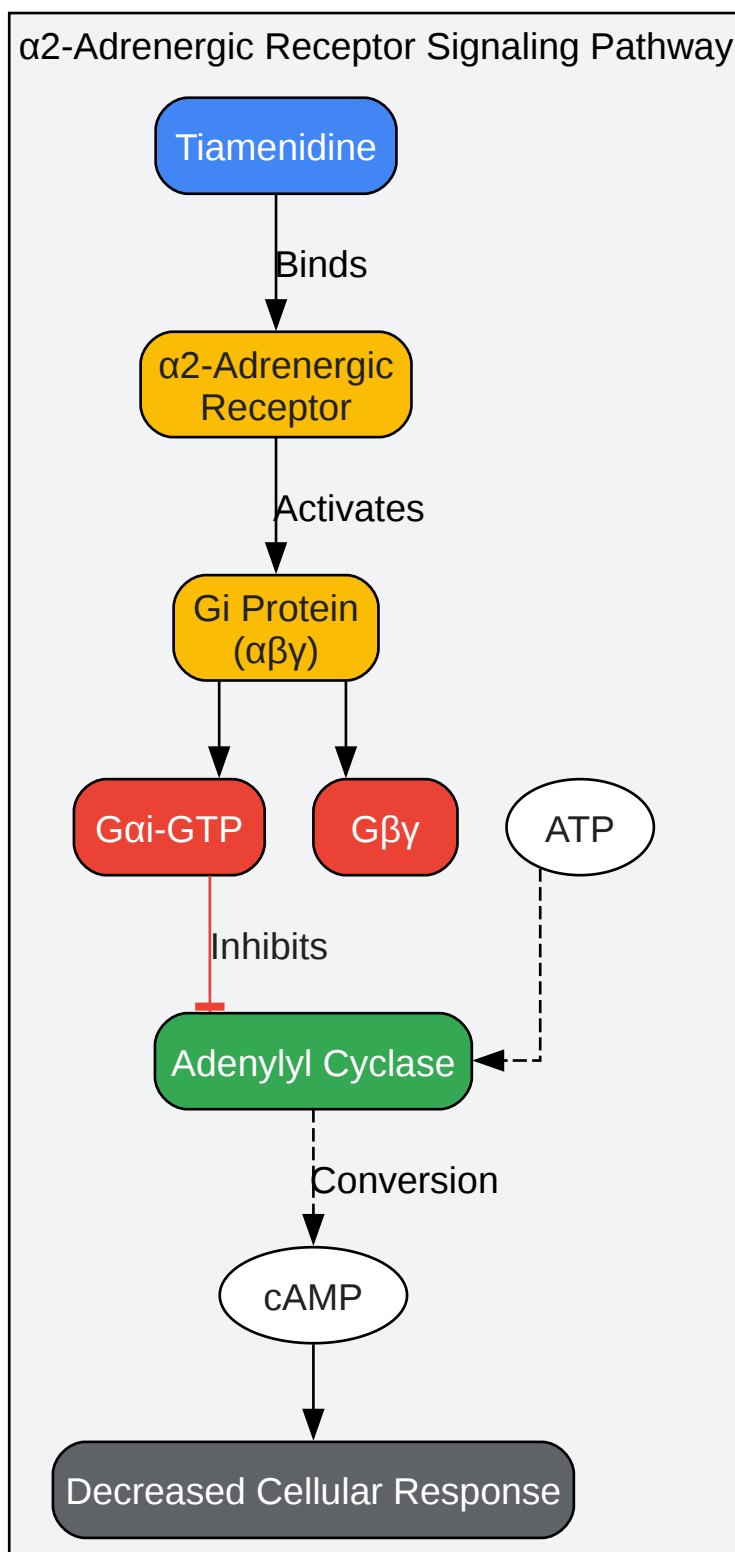 α2-Adrenergic Receptor Signaling Pathway
Tiamenidine
Binds
α2-Adrenergic
Receptor
Activates
Gi Protein
(αβγ)
Gαi-GTP
Gβγ
ATP
Inhibits
Adenylyl Cyclase
Conversion
cAMP
Decreased Cellular Response